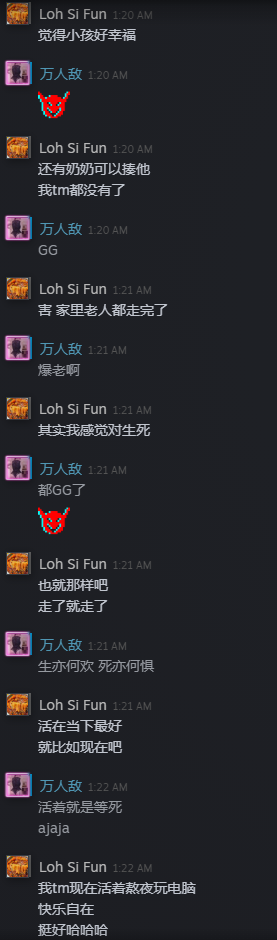 Loh Si Fun 1:20 AM
觉得小孩好幸福
万人敌 1:20 AM
Loh Si Fun 1:20 AM
还有奶奶可以揍他
我tm都没有了
万人敌 1:20 AM
GG
Loh Si Fun 1:21 AM
害 家里老人都走完了
万人敌 1:21 AM
爆老啊
Loh Si Fun 1:21 AM
其实我感觉对生死
万人敌 1:21 AM
都GG了
Loh Si Fun 1:21 AM
也就那样吧
走了就走了
万人敌 1:21 AM
生亦何欢 死亦何惧
Loh Si Fun 1:21 AM
活在当下最好
就比如现在吧
万人敌 1:22 AM
活着就是等死
ajaja
Loh Si Fun 1:22 AM
我tm现在活着熬夜玩电脑
快乐自在
挺好哈哈哈